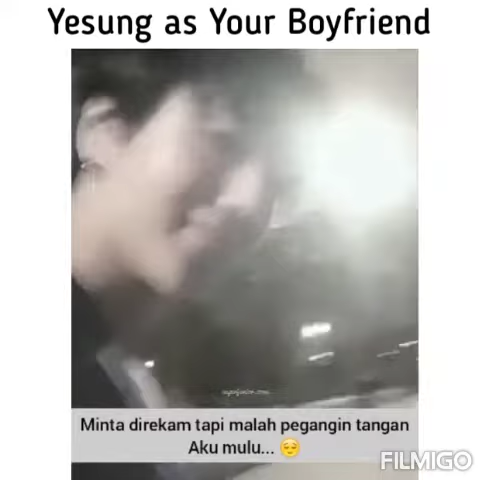 Yesung as Your Boyfriend
Minta direkam tapi malah pegangin tangan
Aku mulu... 😌
FILMIGO